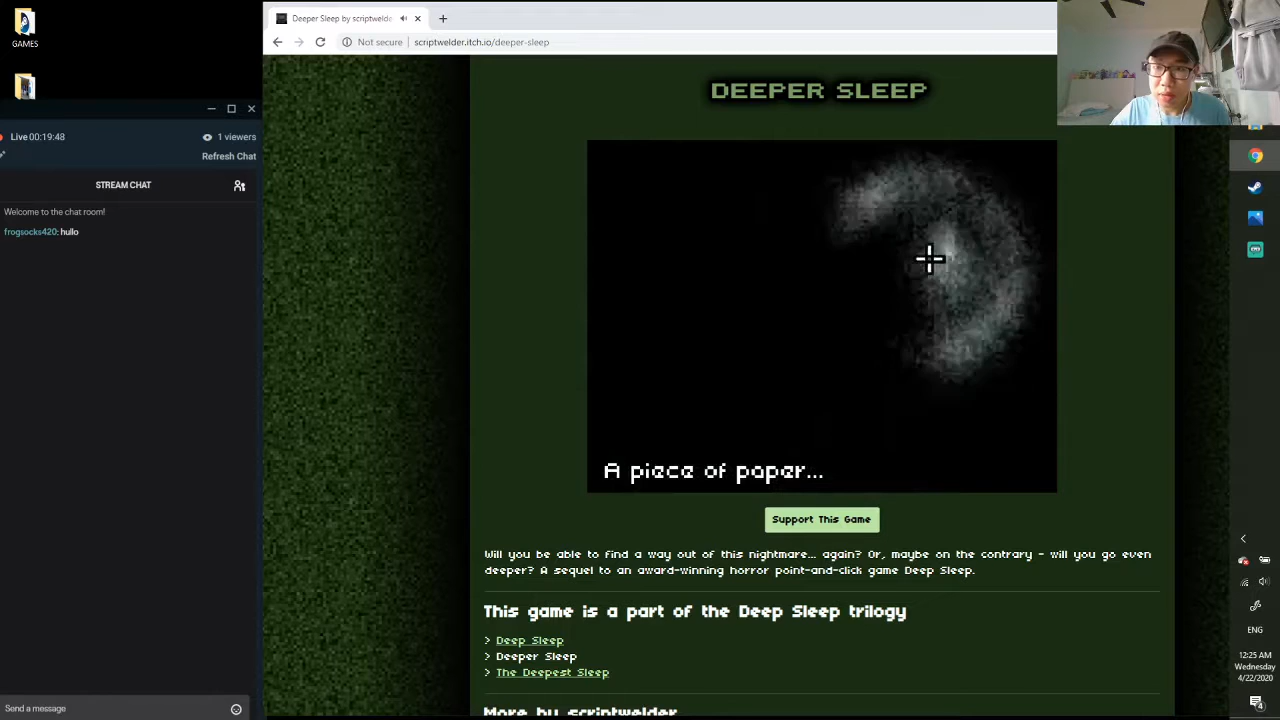 GAMES
Deeper Sleep by scriptwelde
Not secure
scriptwelder.itch.io/deeper-sleep
Live 00:19:48
1 viewers
Refresh Chat
STREAM CHAT
Welcome to the chat room!
frogsocks420: hullo
Send a message
DEEPER SLEEP
A piece of paper...
Support This Game
Will you be able to find a way out of this nightmare... again? Or, maybe on the contrary - will you go even
deeper? A sequel to an award-winning horror point-and-click game Deep Sleep.
This game is a part of the Deep Sleep trilogy
> Deep Sleep
> Deeper Sleep
> The Deepest Sleep
More by scriptwelder
ENG
12:25 AM
Wednesday
4/22/2020
4